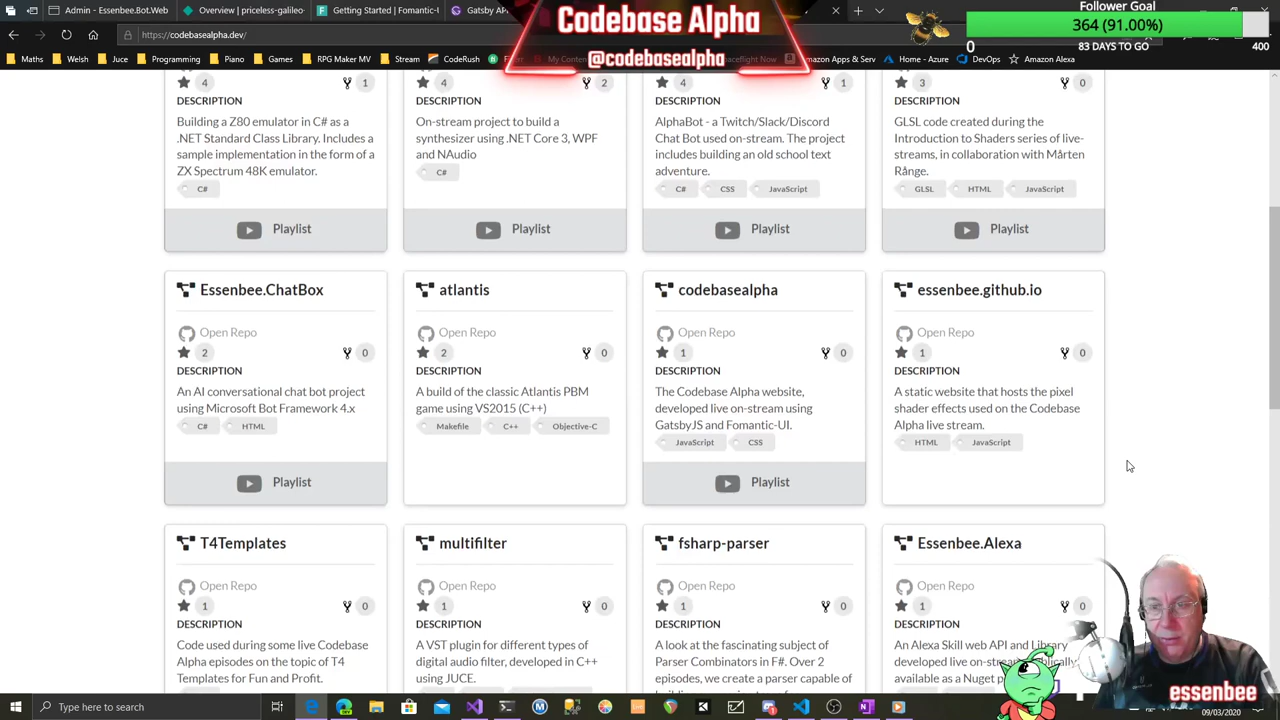 Admin - Essenbee.Bot.Web
Overview | priceless-galileo
Getting Started | Fomantic-I
Gatsby AP
Codebase Alpha
@codebasealpha
Follower Goal
364 (91.00%)
0
83 DAYS TO GO
400
https://codebasealpha.dev/
Maths
Welsh
Juce
Programming
Piano
Games
RPG Maker MV
Stream
CodeRush
My Conten
Amazon Apps & Serv
Home - Azure
DevOps
Amazon Alexa
4
1
4
2
4
1
3
0
DESCRIPTION
Building a Z80 emulator in C# as a
.NET Standard Class Library. Includes a
sample implementation in the form of a
ZX Spectrum 48K emulator.
C#
Playlist
DESCRIPTION
On-stream project to build a
synthesizer using .NET Core 3, WPF
and NAudio
C#
Playlist
DESCRIPTION
AlphaBot - a Twitch/Slack/Discord
Chat Bot used on-stream. The project
includes building an old school text
adventure.
C#
CSS
JavaScript
Playlist
DESCRIPTION
GLSL code created during the
Introduction to Shaders series of live-
streams, in collaboration with Mårten
Rånge.
GLSL
HTML
JavaScript
Playlist
Essenbee.ChatBox
Open Repo
2
0
DESCRIPTION
An AI conversational chat bot project
using Microsoft Bot Framework 4.x
C#
HTML
Playlist
atlantis
Open Repo
2
0
DESCRIPTION
A build of the classic Atlantis PBM
game using VS2015 (C++)
Makefile
C++
Objective-C
codebasealpha
Open Repo
1
0
DESCRIPTION
The Codebase Alpha website,
developed live on-stream using
GatsbyJS and Fomantic-UI.
JavaScript
CSS
Playlist
essenbee.github.io
Open Repo
1
0
DESCRIPTION
A static website that hosts the pixel
shader effects used on the Codebase
Alpha live stream.
HTML
JavaScript
T4Templates
Open Repo
1
0
DESCRIPTION
Code used during some live Codebase
Alpha episodes on the topic of T4
Templates for Fun and Profit.
multifilter
Open Repo
1
0
DESCRIPTION
A VST plugin for different types of
digital audio filter, developed in C++
using JUCE.
fsharp-parser
Open Repo
1
0
DESCRIPTION
A look at the fascinating subject of
Parser Combinators in F#. Over 2
episodes, we create a parser capable of
Essenbee.Alexa
Open Repo
1
0
DESCRIPTION
An Alexa Skill web API and Library
developed live on-stre
available as a Nuget p
essenbee
Type here to search
09/03/2020